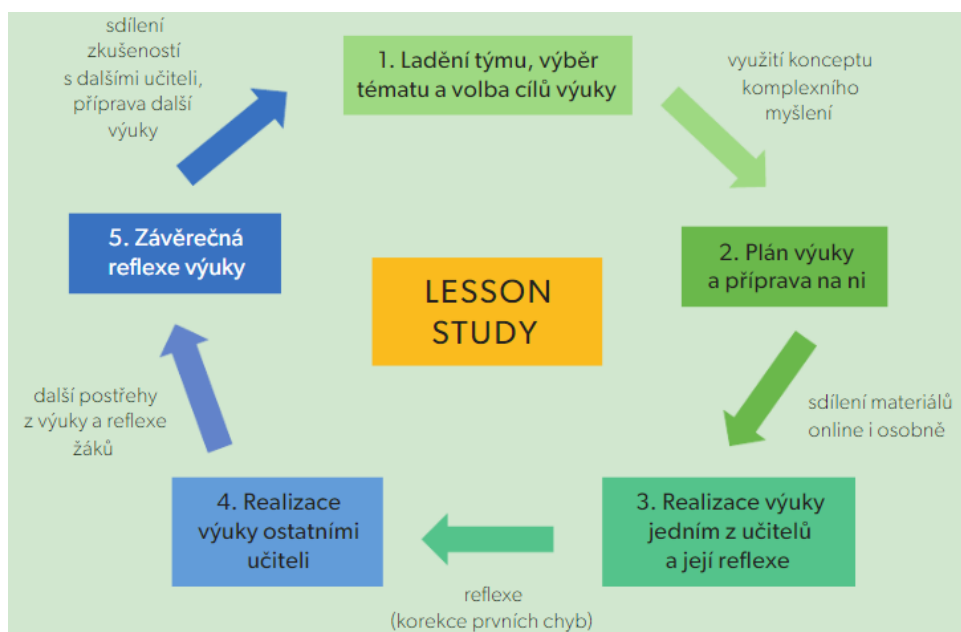 1. Ladění týmu, výběr
tématu a volba cílů výuky
využití konceptu
komplexního
myšlení
2. Plán výuky
a příprava na ni
sdílení materiálů
online i osobně
3. Realizace výuky
jedním z učitelů
a její reflexe
reflexe
(korekce prvních chyb)
4. Realizace
výuky ostatními
učiteli
další postřehy
z výuky a reflexe
žáků
5. Závěrečná
reflexe výuky
sdílení
zkušeností
s dalšími učiteli,
příprava další
výuky
LESSON
STUDY